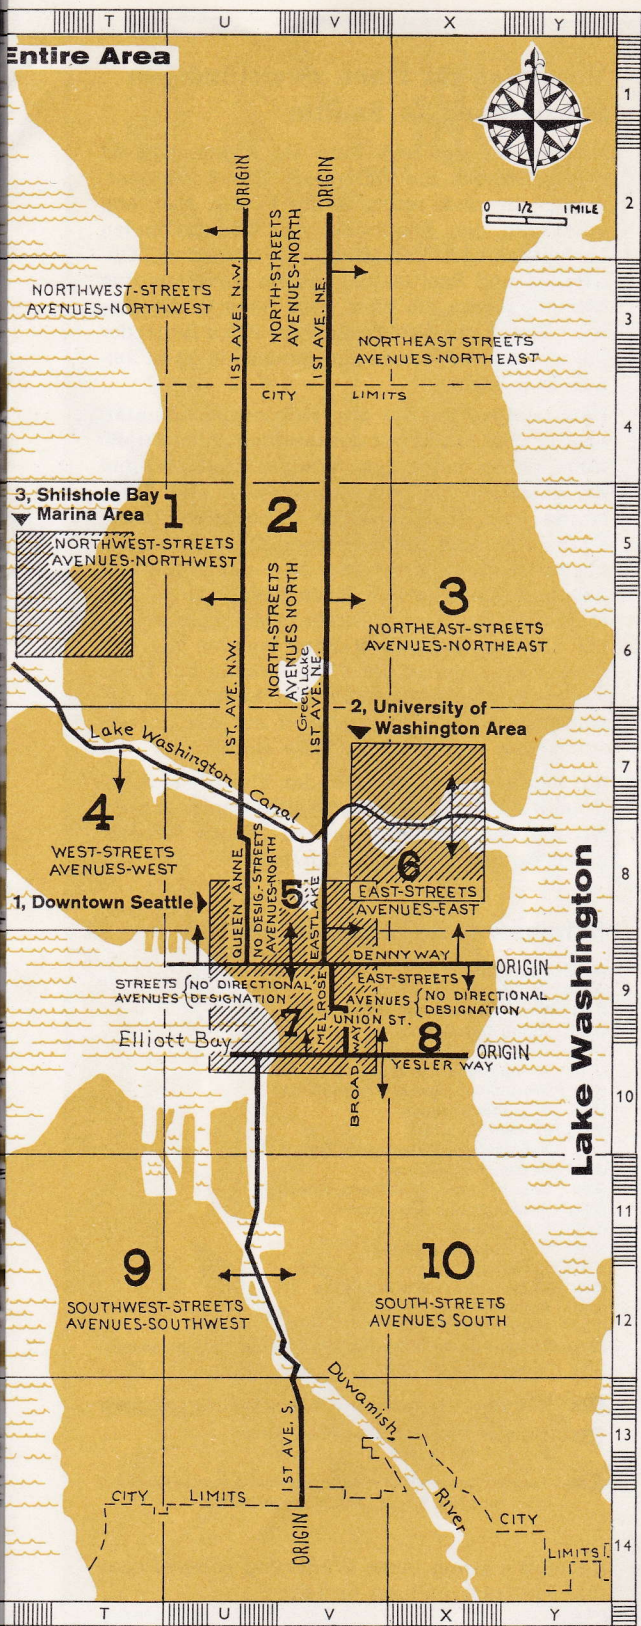 T
U
V
X
Y
Entire Area
1
2
3
4
5
6
7
8
9
10
11
12
13
14
0 1/2 1 MILE
ORIGIN
ORIGIN
NORTH-STREETS
AVENUES-NORTH
1ST AVE. N.W.
1ST AVE. NE.
NORTHWEST-STREETS
AVENUES-NORTHWEST
NORTHEAST STREETS
AVENUES-NORTHEAST
CITY LIMITS
3, Shilshole Bay
Marina Area
1
NORTHWEST-STREETS
AVENUES-NORTHWEST
2
NORTH-STREETS
AVENUES NORTH
3
NORTHEAST-STREETS
AVENUES-NORTHEAST
1ST. AVE. N.W.
Green Lake
1ST AVE. NE.
2, University of
Washington Area
Lake Washington Canal
4
WEST-STREETS
AVENUES-WEST
QUEEN ANNE
NO DESIG.-STREETS
AVENUES-NORTH
5
EASTLAKE
6
EAST-STREETS
AVENUES-EAST
1, Downtown Seattle
DENNY WAY
ORIGIN
STREETS
AVENUES
{NO DIRECTIONAL
DESIGNATION
EAST-STREETS
AVENUES {NO DIRECTIONAL
DESIGNATION
MELROSE
UNION ST.
7
8
Elliott Bay
BROADWAY
YESLER WAY
ORIGIN
Lake Washington
9
SOUTHWEST-STREETS
AVENUES-SOUTHWEST
10
SOUTH-STREETS
AVENUES SOUTH
Duwamish River
1ST AVE. S.
ORIGIN
CITY LIMITS
CITY
LIMITS
T
U
V
X
Y